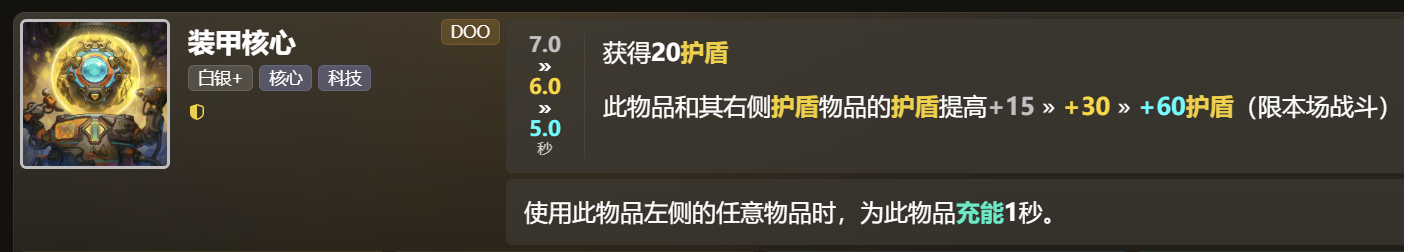 装甲核心
DOO
白银+
核心
科技
7.0
»
6.0
»
5.0
秒
获得20护盾
此物品和其右侧护盾物品的护盾提高+15 » +30 » +60护盾（限本场战斗）
使用此物品左侧的任意物品时，为此物品充能1秒。